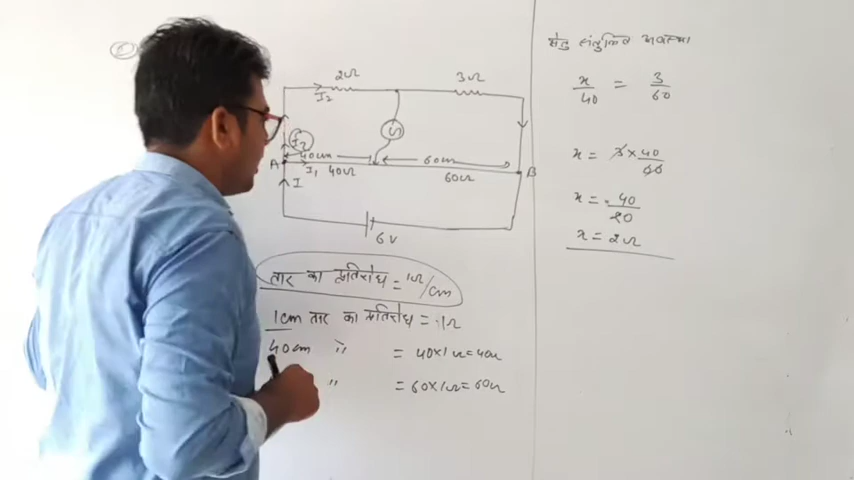 2Ω
3Ω
I₂
G
I₂
40cm
60cm
A
I₁ 40Ω
60Ω
B
I
6V
तार का प्रतिरोध = 1Ω/cm
1cm तार का प्रतिरोध = 1Ω
40cm " = 40×1Ω = 40Ω
" = 60×1Ω = 60Ω
सेतु संतुलित अवस्था
x/40 = 3/60
x = 3×40/60
x = 40/20
x = 2Ω